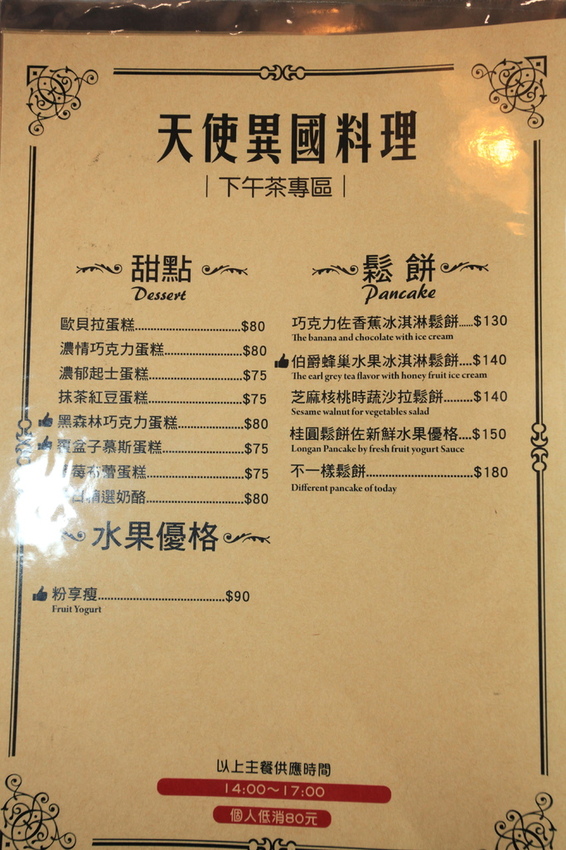 天使異國料理
｜下午茶專區｜
甜點
Dessert
歐貝拉蛋糕......................$80
濃情巧克力蛋糕................$80
濃郁起士蛋糕...................$75
抹茶紅豆蛋糕...................$75
黑森林巧克力蛋糕.............$80
覆盆子慕斯蛋糕................$75
布蕾蛋糕...................$75
選奶酪...................$80
水果優格
粉享瘦............................$90
Fruit Yogurt
鬆餅
Pancake
巧克力佐香蕉冰淇淋鬆餅......$130
The banana and chocolate with ice cream
伯爵蜂巢水果冰淇淋鬆餅....$140
The earl grey tea flavor with honey fruit ice cream
芝麻核桃時蔬沙拉鬆餅........$140
Sesame walnut for vegetables salad
桂圓鬆餅佐新鮮水果優格....$150
Longan Pancake by fresh fruit yogurt Sauce
不一樣鬆餅........................$180
Different pancake of today
以上主餐供應時間
14:00～17:00
個人低消80元